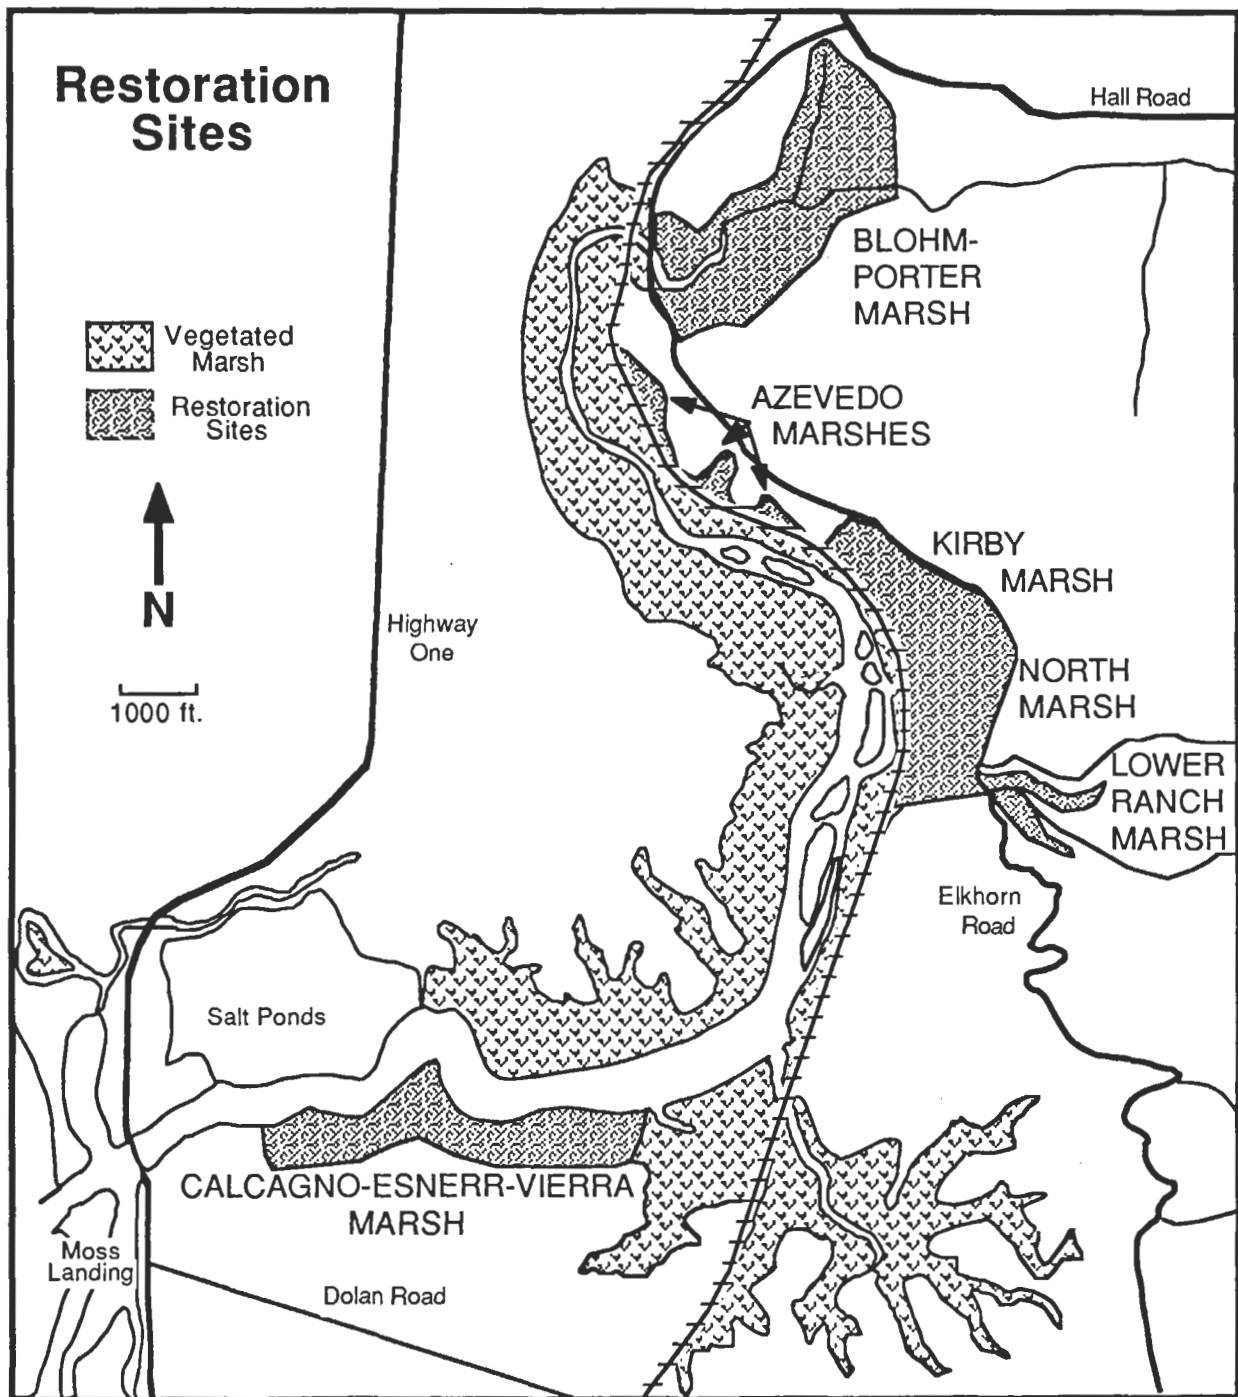 Restoration
Sites
Hall Road
BLOHM-
PORTER
MARSH
Vegetated
Marsh
Restoration
Sites
AZEVEDO
MARSHES
N
KIRBY
MARSH
Highway
One
NORTH
MARSH
1000 ft.
LOWER
RANCH
MARSH
Elkhorn
Road
Salt Ponds
CALCAGNO-ESNERR-VIERRA
MARSH
Moss
Landing
Dolan Road